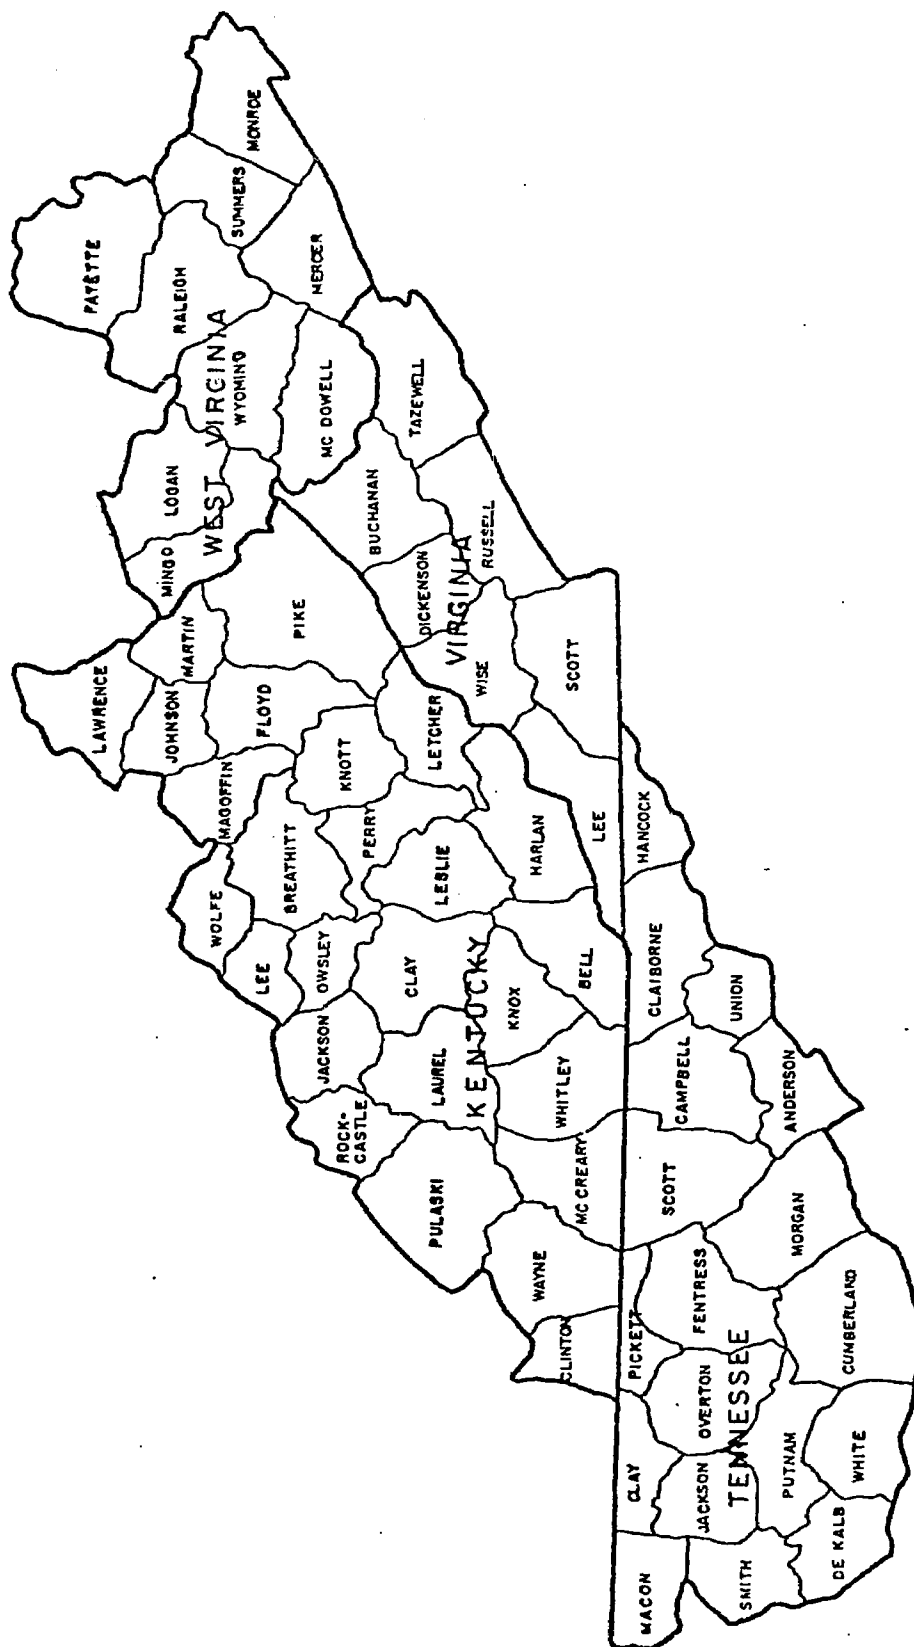 FAYETTE
MONROE
SUMMERS
RALEIGH
MERCER
WEST VIRGINIA
WYOMING
MC DOWELL
LOGAN
MINGO
TAZEWELL
BUCHANAN
RUSSELL
DICKENSON
VIRGINIA
WISE
SCOTT
LEE
LAWRENCE
MARTIN
PIKE
JOHNSON
FLOYD
MAGOFFIN
KNOTT
LETCHER
WOLFE
BREATHITT
PERRY
LESLIE
HARLAN
LEE
OWSLEY
CLAY
KENTUCKY
KNOX
BELL
JACKSON
LAUREL
WHITLEY
ROCK-
CASTLE
PULASKI
MC CREARY
WAYNE
CLINTON
HANCOCK
CLAIBORNE
UNION
CAMPBELL
ANDERSON
SCOTT
MORGAN
FENTRESS
PICKETT
CUMBERLAND
OVERTON
TENNESSEE
CLAY
JACKSON
PUTNAM
WHITE
MACON
SMITH
DE KALB